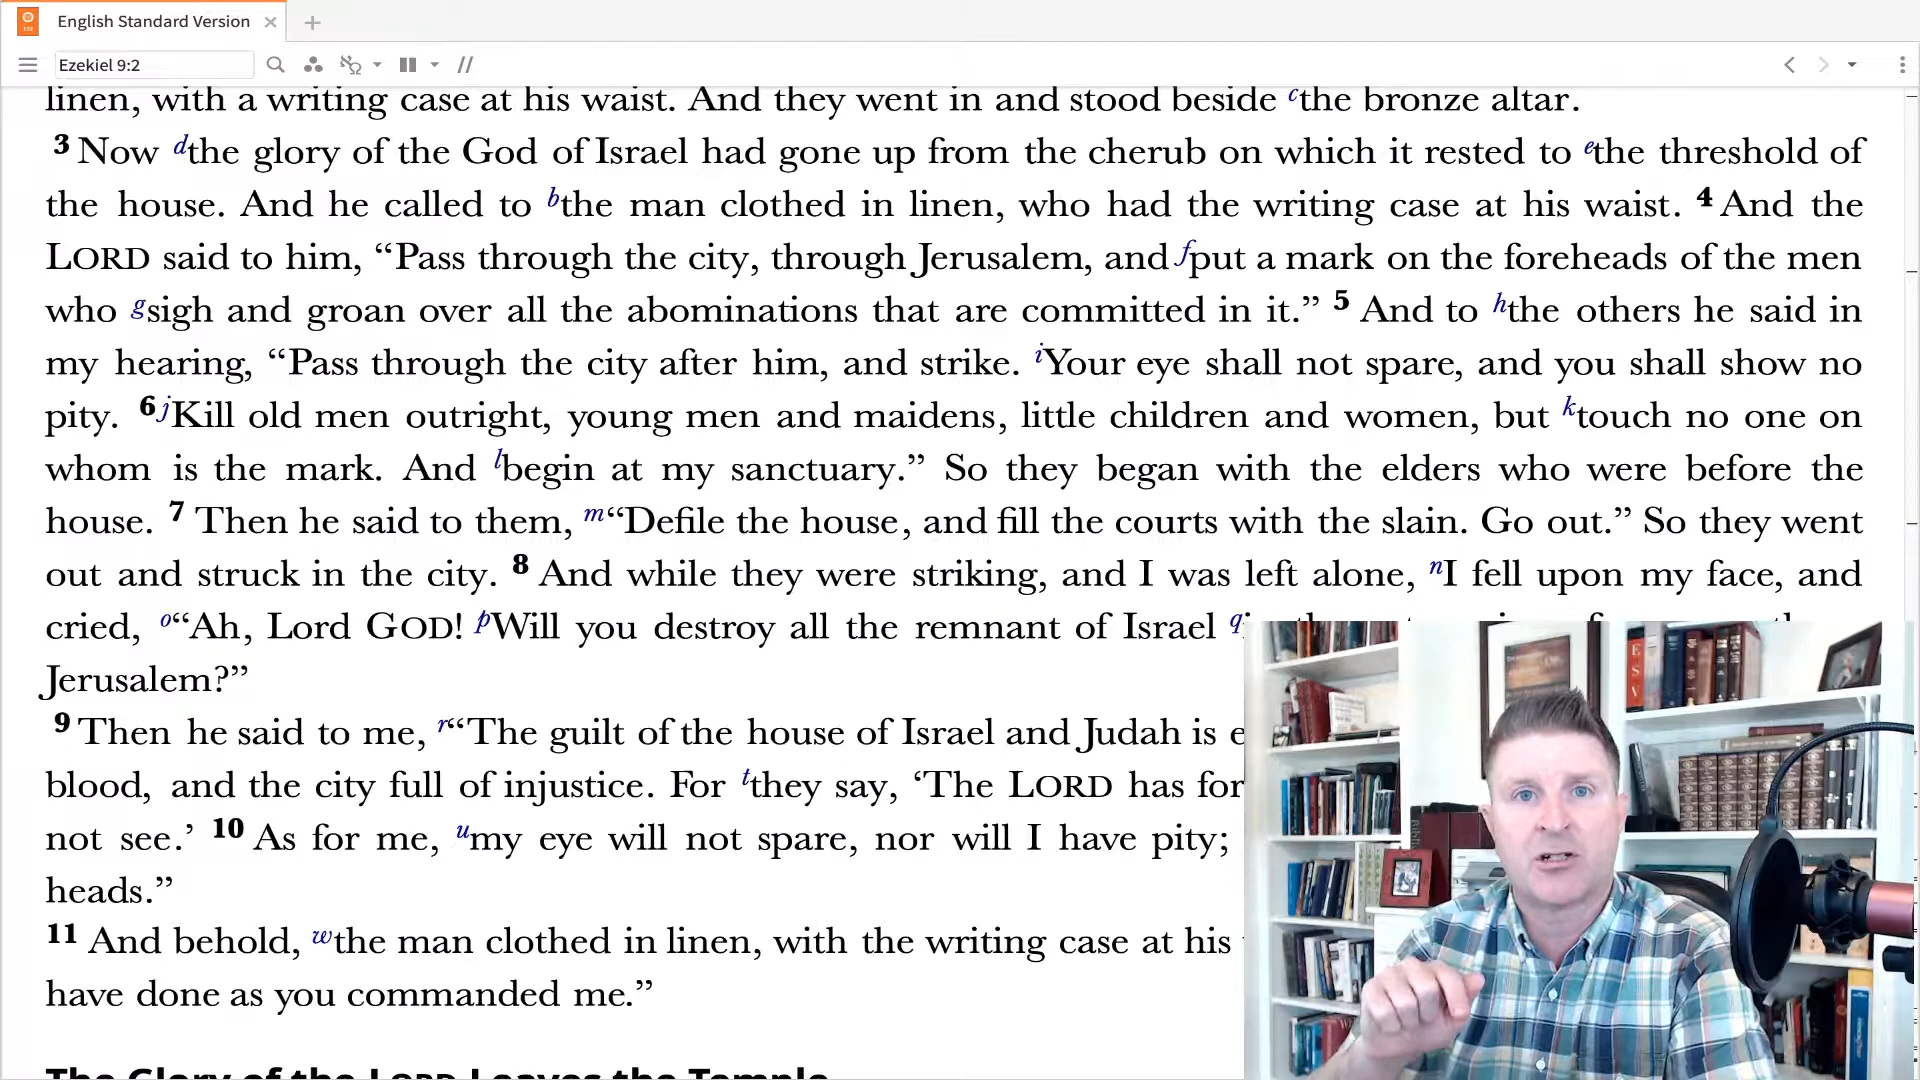 English Standard Version
Ezekiel 9:2
linen, with a writing case at his waist. And they went in and stood beside cthe bronze altar.
3 Now dthe glory of the God of Israel had gone up from the cherub on which it rested to ethe threshold of
the house. And he called to bthe man clothed in linen, who had the writing case at his waist. 4 And the
LORD said to him, “Pass through the city, through Jerusalem, and fput a mark on the foreheads of the men
who gsigh and groan over all the abominations that are committed in it.” 5 And to hthe others he said in
my hearing, “Pass through the city after him, and strike. iYour eye shall not spare, and you shall show no
pity. 6 jKill old men outright, young men and maidens, little children and women, but ktouch no one on
whom is the mark. And lbegin at my sanctuary.” So they began with the elders who were before the
house. 7 Then he said to them, m“Defile the house, and fill the courts with the slain. Go out.” So they went
out and struck in the city. 8 And while they were striking, and I was left alone, nI fell upon my face, and
cried, o“Ah, Lord GOD! pWill you destroy all the remnant of Israel q
Jerusalem?”
9 Then he said to me, r“The guilt of the house of Israel and Judah is e
blood, and the city full of injustice. For tthey say, ‘The LORD has for
not see.’ 10 As for me, umy eye will not spare, nor will I have pity;
heads.”
11 And behold, wthe man clothed in linen, with the writing case at his
have done as you commanded me.”
The Glory of the LORD Leaves the Temple
ESV